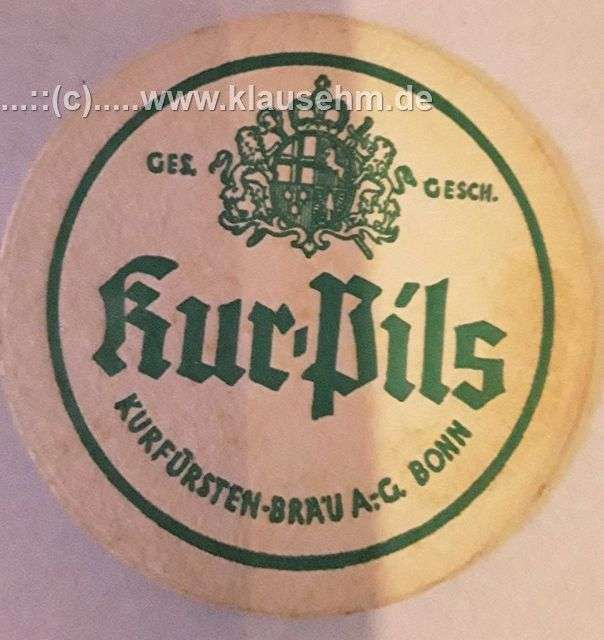 ...::(c).....www.klausehm.de
GES. GESCH.
Kur-Pils
KURFÜRSTEN-BRÄU A.-G. BONN